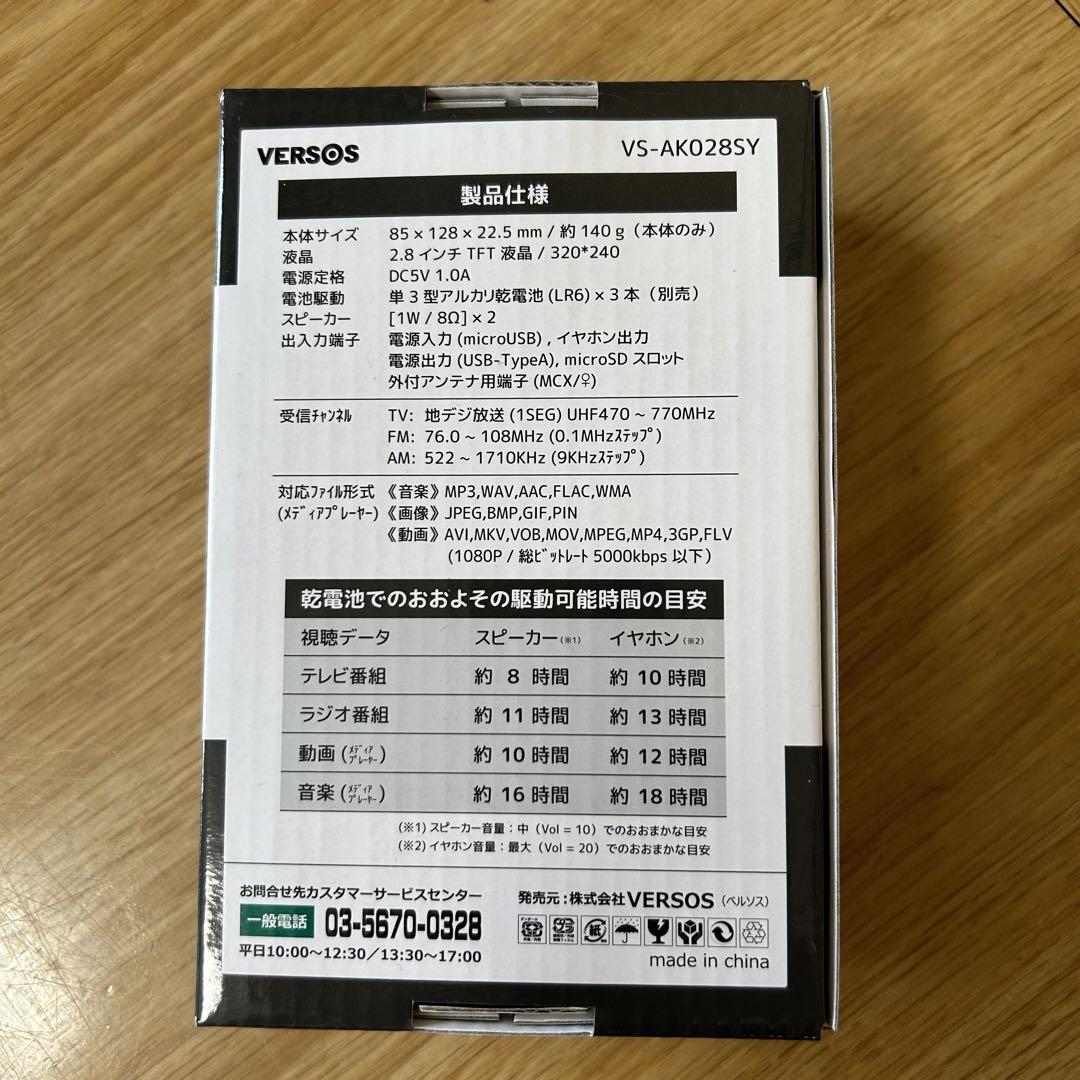 VERSOS VS-AK028SY
製品仕様
本体サイズ 85 × 128 × 22.5 mm / 約 140 g（本体のみ）
液晶 2.8 インチ TFT 液晶 / 320*240
電源定格 DC5V 1.0A
電池駆動 単３型アルカリ乾電池 (LR6) × 3 本（別売）
スピーカー [1W / 8Ω] × 2
出入力端子 電源入力 (microUSB) , イヤホン出力
電源出力 (USB-TypeA), microSD スロット
外付アンテナ用端子 (MCX/♀)
受信ﾁｬﾝﾈﾙ TV: 地デジ放送 (1SEG) UHF470 ~ 770MHz
FM: 76.0 ~ 108MHz (0.1MHzｽﾃｯﾌﾟ)
AM: 522 ~ 1710KHz (9KHzｽﾃｯﾌﾟ)
対応ﾌｧｲﾙ形式 《音楽》MP3,WAV,AAC,FLAC,WMA
(ﾒﾃﾞｨｱﾌﾟﾚｰﾔｰ) 《画像》JPEG,BMP,GIF,PIN
《動画》AVI,MKV,VOB,MOV,MPEG,MP4,3GP,FLV
(1080P / 総ﾋﾞｯﾄﾚｰﾄ 5000kbps 以下)
乾電池でのおおよその駆動可能時間の目安
視聴データ スピーカー(※1) イヤホン(※2)
テレビ番組 約 8 時間 約 10 時間
ラジオ番組 約 11 時間 約 13 時間
動画 (ﾒﾃﾞｨｱﾌﾟﾚｰﾔｰ) 約 10 時間 約 12 時間
音楽 (ﾒﾃﾞｨｱﾌﾟﾚｰﾔｰ) 約 16 時間 約 18 時間
(※1) スピーカー音量：中（Vol = 10）でのおおまかな目安
(※2) イヤホン音量：最大（Vol = 20）でのおおまかな目安
お問合せ先カスタマーサービスセンター
一般電話 03-5670-0328
平日10:00～12:30／13:30～17:00
発売元：株式会社VERSOS（ベルソス）
紙
made in china